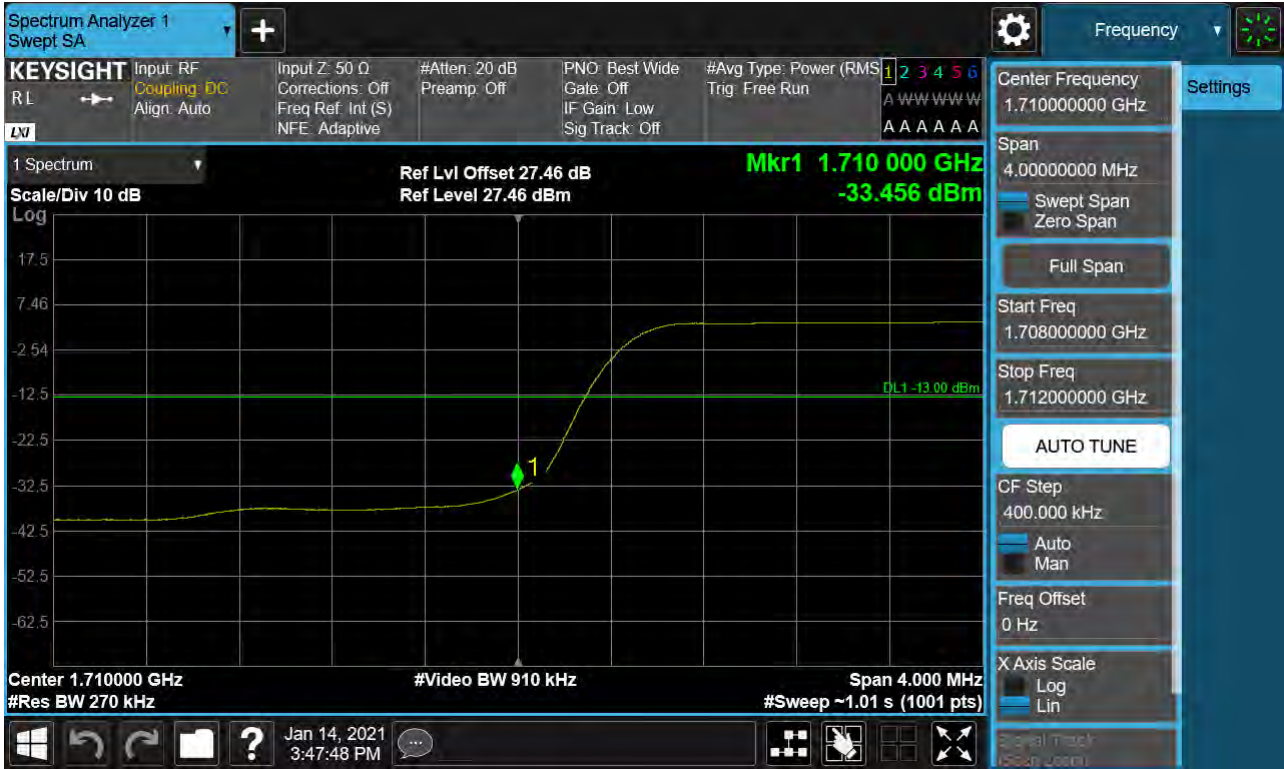 Spectrum Analyzer 1
Swept SA
Frequency
KEYSIGHT
R L
LXI
Input: RF
Coupling: DC
Align: Auto
Input Z: 50 Ω
Corrections: Off
Freq Ref: Int (S)
NFE: Adaptive
#Atten: 20 dB
Preamp: Off
PNO: Best Wide
Gate: Off
IF Gain: Low
Sig Track: Off
#Avg Type: Power (RMS
Trig: Free Run
1 2 3 4 5 6
A W W W W W
A A A A A A
1 Spectrum
Scale/Div 10 dB
Log
Ref Lvl Offset 27.46 dB
Ref Level 27.46 dBm
Mkr1 1.710 000 GHz
-33.456 dBm
17.5
7.46
-2.54
-12.5
-22.5
-32.5
-42.5
-52.5
-62.5
DL1 -13.00 dBm
1
Center 1.710000 GHz
#Res BW 270 kHz
#Video BW 910 kHz
Span 4.000 MHz
#Sweep ~1.01 s (1001 pts)
Center Frequency
1.710000000 GHz
Settings
Span
4.00000000 MHz
Swept Span
Zero Span
Full Span
Start Freq
1.708000000 GHz
Stop Freq
1.712000000 GHz
AUTO TUNE
CF Step
400.000 kHz
Auto
Man
Freq Offset
0 Hz
X Axis Scale
Log
Lin
Signal Track
(Span Zoom)
?
Jan 14, 2021
3:47:48 PM